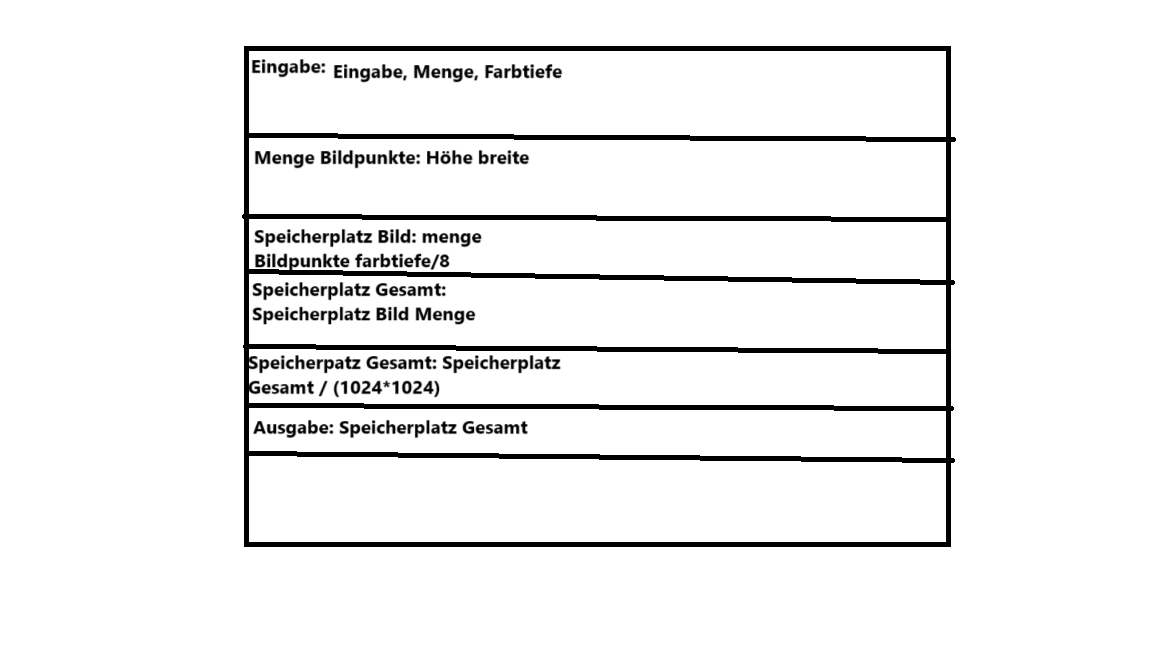 Eingabe: Eingabe, Menge, Farbtiefe
Menge Bildpunkte: Höhe breite
Speicherplatz Bild: menge
Bildpunkte farbtiefe/8
Speicherplatz Gesamt:
Speicherplatz Bild Menge
Speicherpatz Gesamt: Speicherplatz
Gesamt / (1024*1024)
Ausgabe: Speicherplatz Gesamt